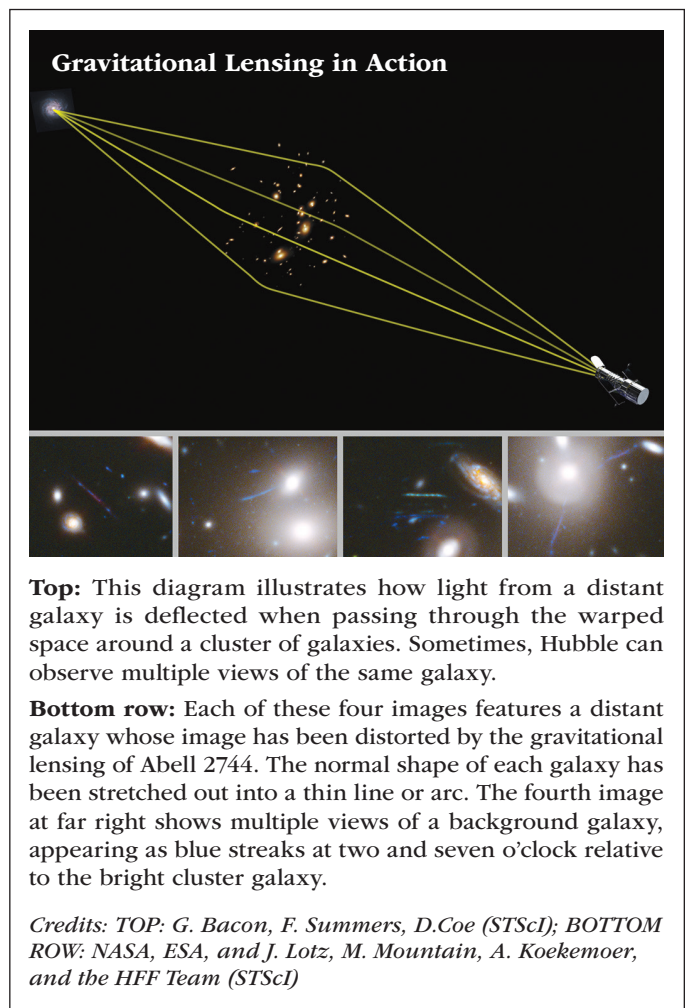 Gravitational Lensing in Action
Top: This diagram illustrates how light from a distant
galaxy is deflected when passing through the warped
space around a cluster of galaxies. Sometimes, Hubble can
observe multiple views of the same galaxy.
Bottom row: Each of these four images features a distant
galaxy whose image has been distorted by the gravitational
lensing of Abell 2744. The normal shape of each galaxy has
been stretched out into a thin line or arc. The fourth image
at far right shows multiple views of a background galaxy,
appearing as blue streaks at two and seven o’clock relative
to the bright cluster galaxy.
Credits: TOP: G. Bacon, F. Summers, D.Coe (STScI); BOTTOM
ROW: NASA, ESA, and J. Lotz, M. Mountain, A. Koekemoer,
and the HFF Team (STScI)